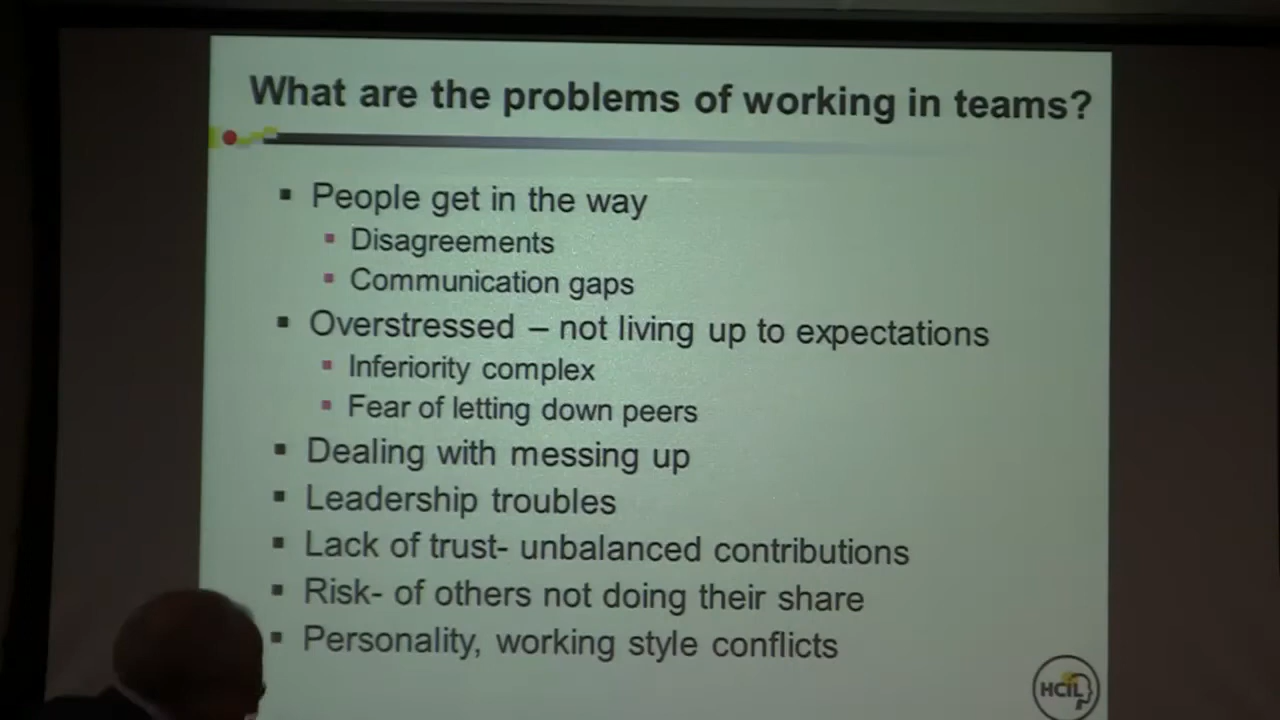 What are the problems of working in teams?
People get in the way
Disagreements
Communication gaps
Overstressed – not living up to expectations
Inferiority complex
Fear of letting down peers
Dealing with messing up
Leadership troubles
Lack of trust- unbalanced contributions
Risk- of others not doing their share
Personality, working style conflicts
HCIL